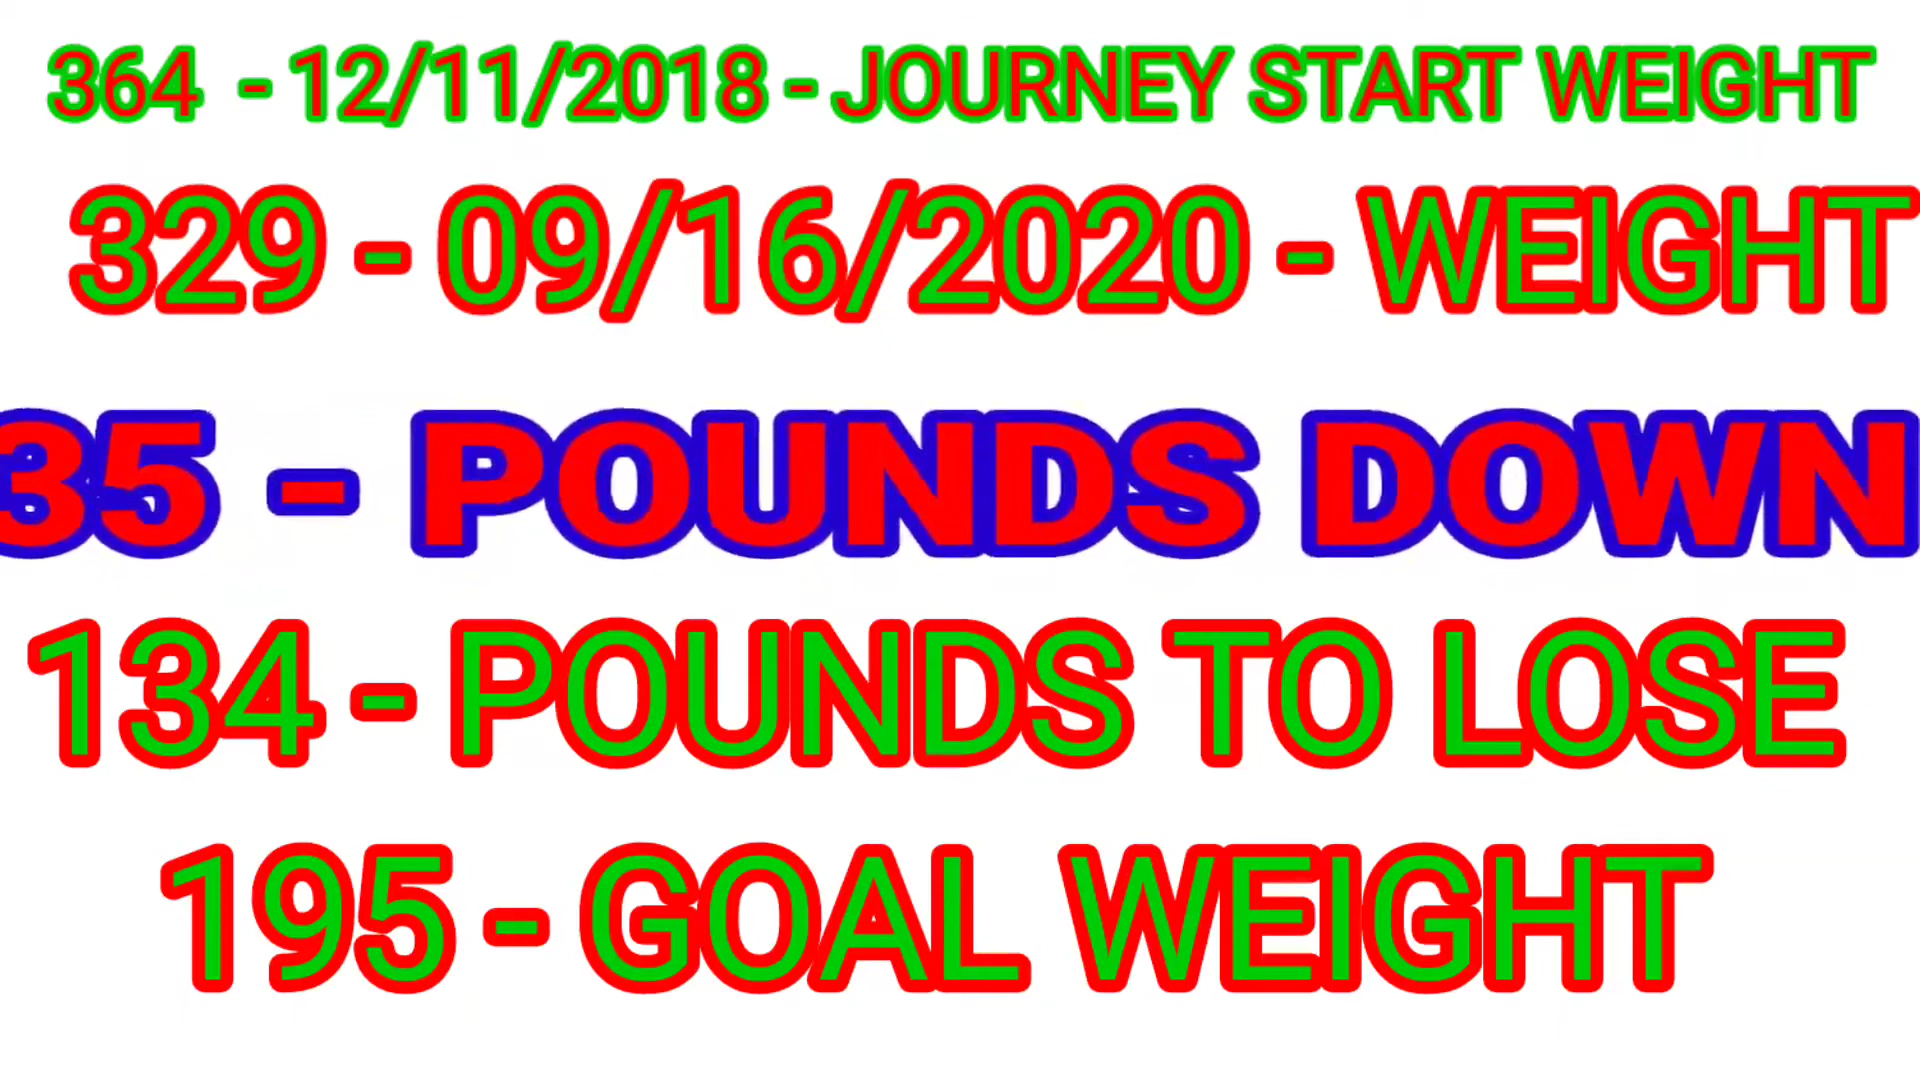 364 - 12/11/2018 - JOURNEY START WEIGHT
329 - 09/16/2020 - WEIGHT
35 - POUNDS DOWN
134 - POUNDS TO LOSE
195 - GOAL WEIGHT